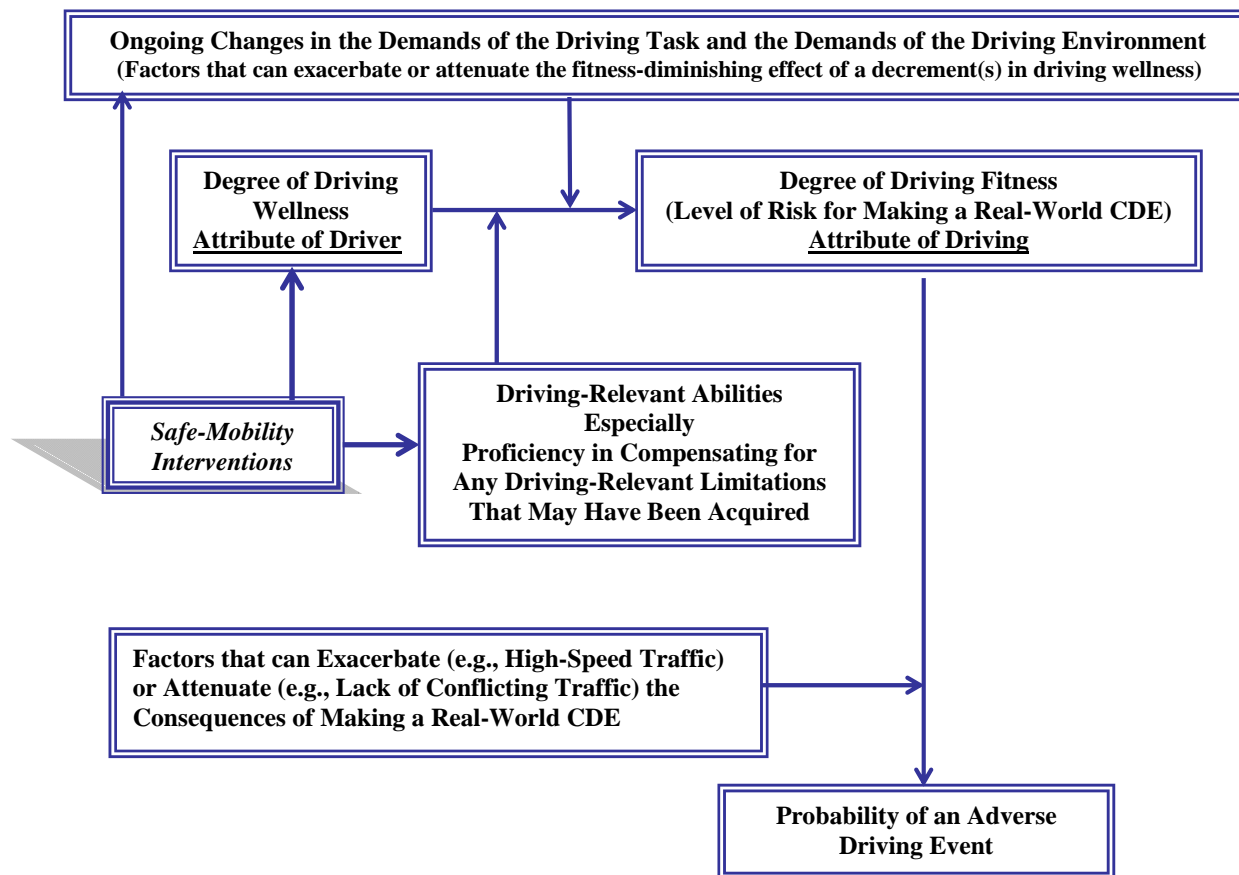 Ongoing Changes in the Demands of the Driving Task and the Demands of the Driving Environment
(Factors that can exacerbate or attenuate the fitness-diminishing effect of a decrement(s) in driving wellness)
Degree of Driving
Wellness
Attribute of Driver
Degree of Driving Fitness
(Level of Risk for Making a Real-World CDE)
Attribute of Driving
Safe-Mobility
Interventions
Driving-Relevant Abilities
Especially
Proficiency in Compensating for
Any Driving-Relevant Limitations
That May Have Been Acquired
Factors that can Exacerbate (e.g., High-Speed Traffic)
or Attenuate (e.g., Lack of Conflicting Traffic) the
Consequences of Making a Real-World CDE
Probability of an Adverse
Driving Event